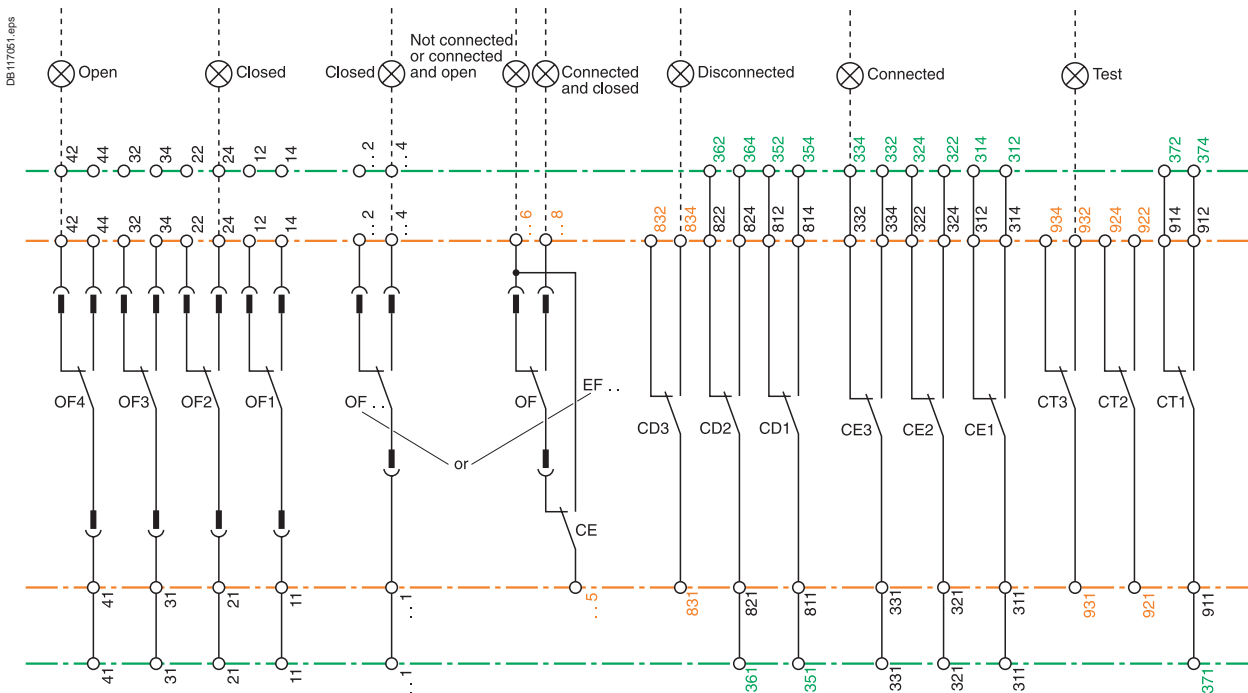 DB117051.eps
Open
Closed
Closed
Not connected
or connected
and open
Connected
and closed
Disconnected
Connected
Test
42 44 32 34 22 24 12 14 .. 2 .. 4 362 364 352 354 334 332 324 322 314 312 372 374
42 44 32 34 22 24 12 14 .. 2 .. 4 .. 6 .. 8 832 834 822 824 812 814 332 334 322 324 312 314 934 932 924 922 914 912
OF4 OF3 OF2 OF1 OF .. OF EF .. CD3 CD2 CD1 CE3 CE2 CE1 CT3 CT2 CT1
or
CE
41 31 21 11 .. 1 .. 5 831 821 811 331 321 311 931 921 911
41 31 21 11 .. 1 361 351 331 321 311 371